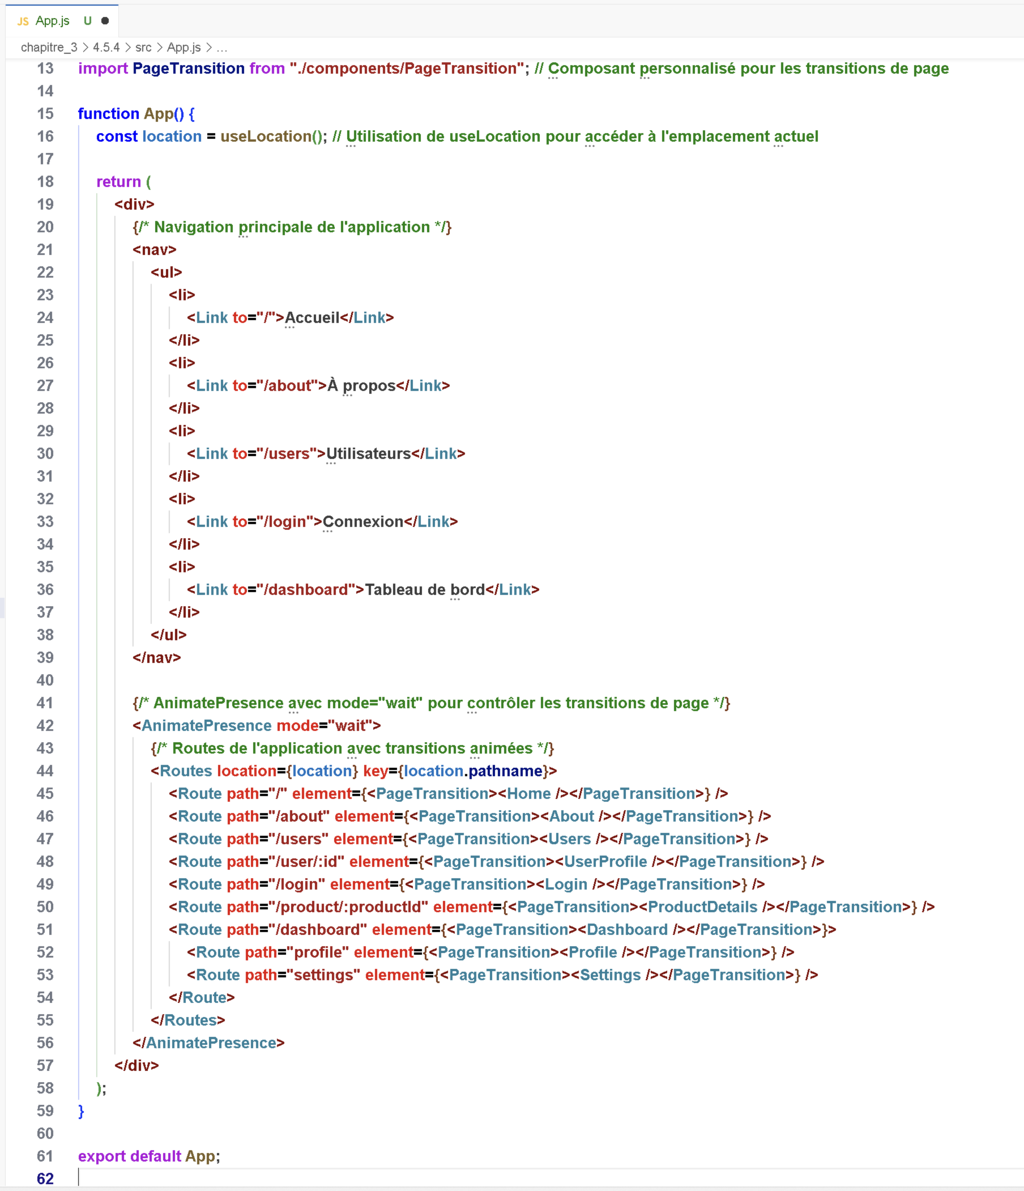 JS App.js U ●
chapitre_3 > 4.5.4 > src > App.js > ...
13 import PageTransition from "./components/PageTransition"; // Composant personnalisé pour les transitions de page
14
15 function App() {
16 const location = useLocation(); // Utilisation de useLocation pour accéder à l'emplacement actuel
17
18 return (
19 <div>
20 {/* Navigation principale de l'application */}
21 <nav>
22 <ul>
23 <li>
24 <Link to="/">Accueil</Link>
25 </li>
26 <li>
27 <Link to="/about">À propos</Link>
28 </li>
29 <li>
30 <Link to="/users">Utilisateurs</Link>
31 </li>
32 <li>
33 <Link to="/login">Connexion</Link>
34 </li>
35 <li>
36 <Link to="/dashboard">Tableau de bord</Link>
37 </li>
38 </ul>
39 </nav>
40
41 {/* AnimatePresence avec mode="wait" pour contrôler les transitions de page */}
42 <AnimatePresence mode="wait">
43 {/* Routes de l'application avec transitions animées */}
44 <Routes location={location} key={location.pathname}>
45 <Route path="/" element={<PageTransition><Home /></PageTransition>} />
46 <Route path="/about" element={<PageTransition><About /></PageTransition>} />
47 <Route path="/users" element={<PageTransition><Users /></PageTransition>} />
48 <Route path="/user/:id" element={<PageTransition><UserProfile /></PageTransition>} />
49 <Route path="/login" element={<PageTransition><Login /></PageTransition>} />
50 <Route path="/product/:productId" element={<PageTransition><ProductDetails /></PageTransition>} />
51 <Route path="/dashboard" element={<PageTransition><Dashboard /></PageTransition>}>
52 <Route path="profile" element={<PageTransition><Profile /></PageTransition>} />
53 <Route path="settings" element={<PageTransition><Settings /></PageTransition>} />
54 </Route>
55 </Routes>
56 </AnimatePresence>
57 </div>
58 );
59 }
60
61 export default App;
62